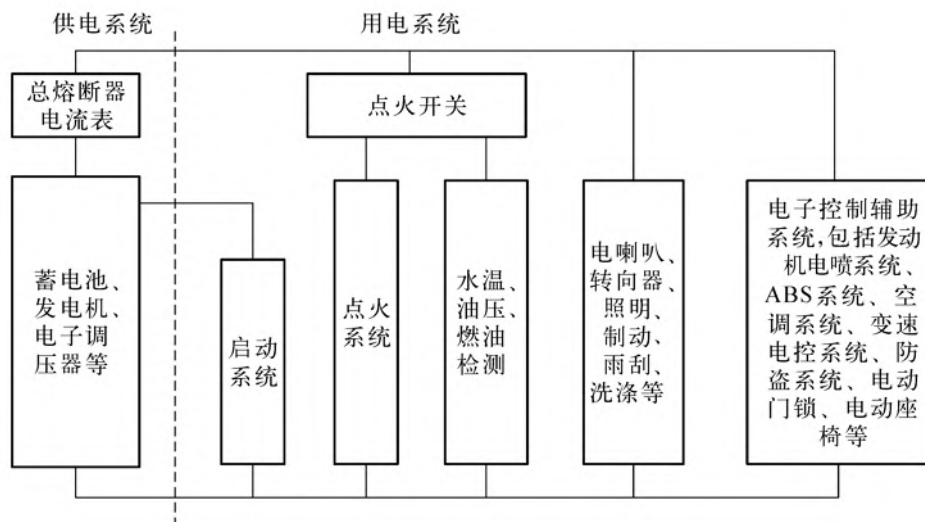 供电系统
用电系统
总熔断器
电流表
点火开关
蓄电池、
发电机、
电子调
压器等
启动
系统
点火
系统
水温、
油压、
燃油
检测
电喇叭、
转向器、
照明、
制动、
雨刮、
洗涤等
电子控制辅助
系统,包括发动
机电喷系统、
ABS系统、空
调系统、变速
电控系统、防
盗系统、电动
门锁、电动座
椅等